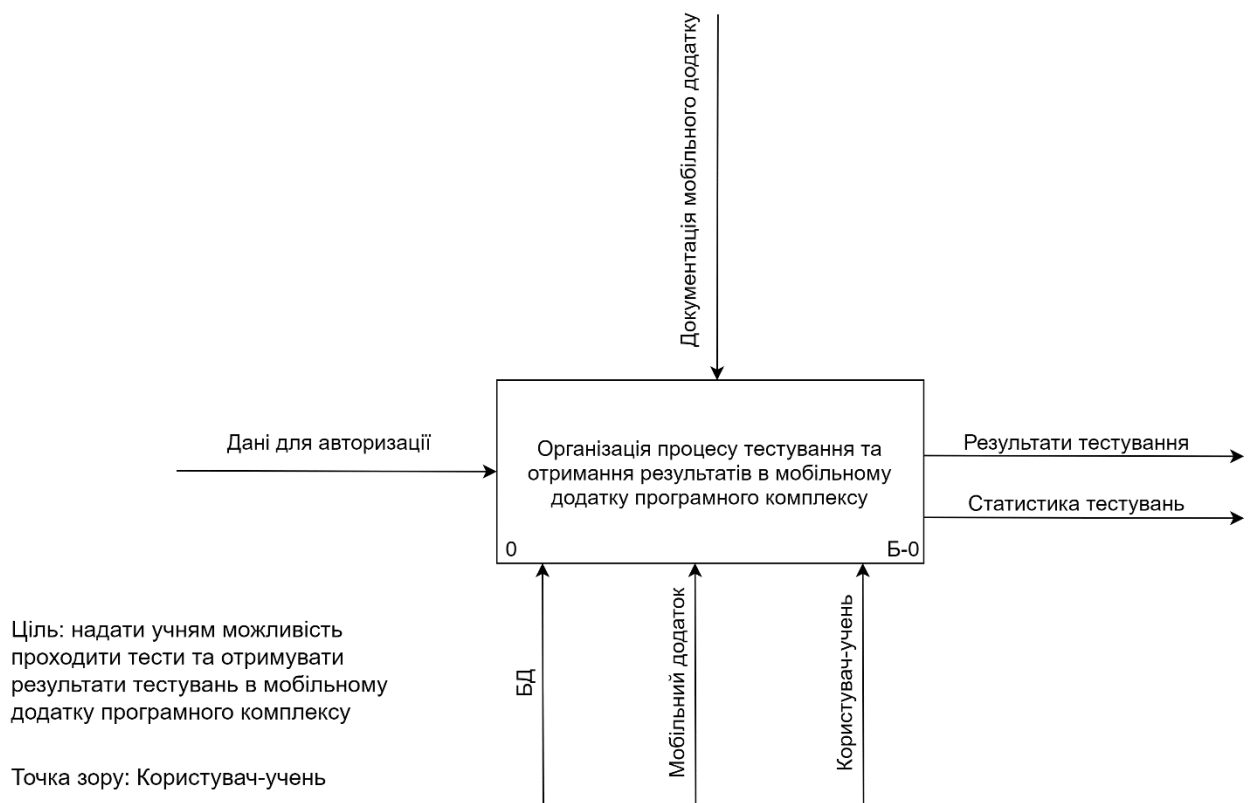 Документація мобільного додатку
Дані для авторизації
Організація процесу тестування та
отримання результатів в мобільному
додатку програмного комплексу
0
Б-0
Результати тестування
Статистика тестувань
БД
Мобільний додаток
Користувач-учень
Ціль: надати учням можливість
проходити тести та отримувати
результати тестувань в мобільному
додатку програмного комплексу
Точка зору: Користувач-учень